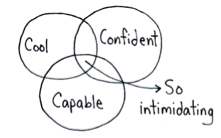 Cool
Confident
Capable
So
intimidating